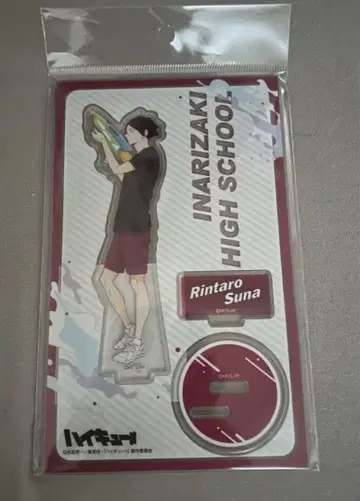 INARIZAKI
HIGH SCHOOL
Rintaro
Suna
ハイキュー!!